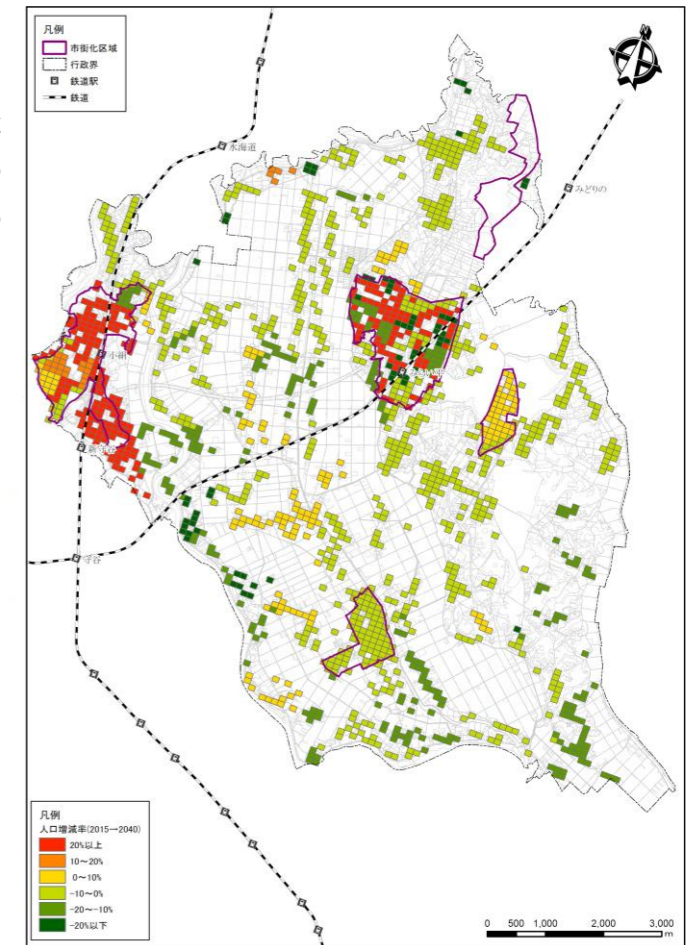 凡例
市街化区域
行政界
鉄道駅
鉄道
N
水海道
みどりの
小絹
新守谷
守谷
凡例
人口増減率(2015→2040)
20%以上
10~20%
0~10%
-10~0%
-20~-10%
-20%以下
0 500 1,000 2,000 3,000
m